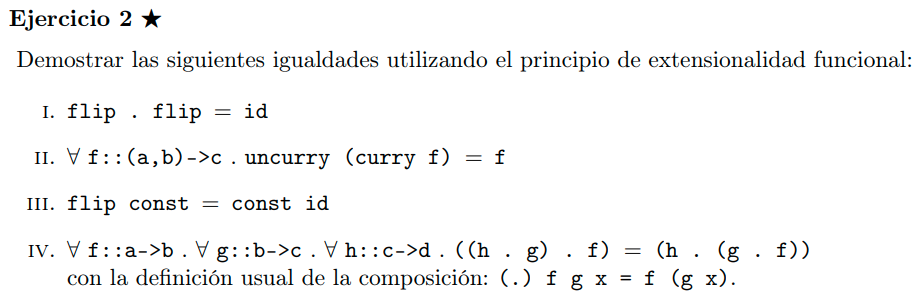 Ejercicio 2 ★
Demostrar las siguientes igualdades utilizando el principio de extensionalidad funcional:
I. flip . flip = id
II. ∀ f::(a,b)->c . uncurry (curry f) = f
III. flip const = const id
IV. ∀ f::a->b . ∀ g::b->c . ∀ h::c->d . ((h . g) . f) = (h . (g . f))
con la definición usual de la composición: (.) f g x = f (g x).